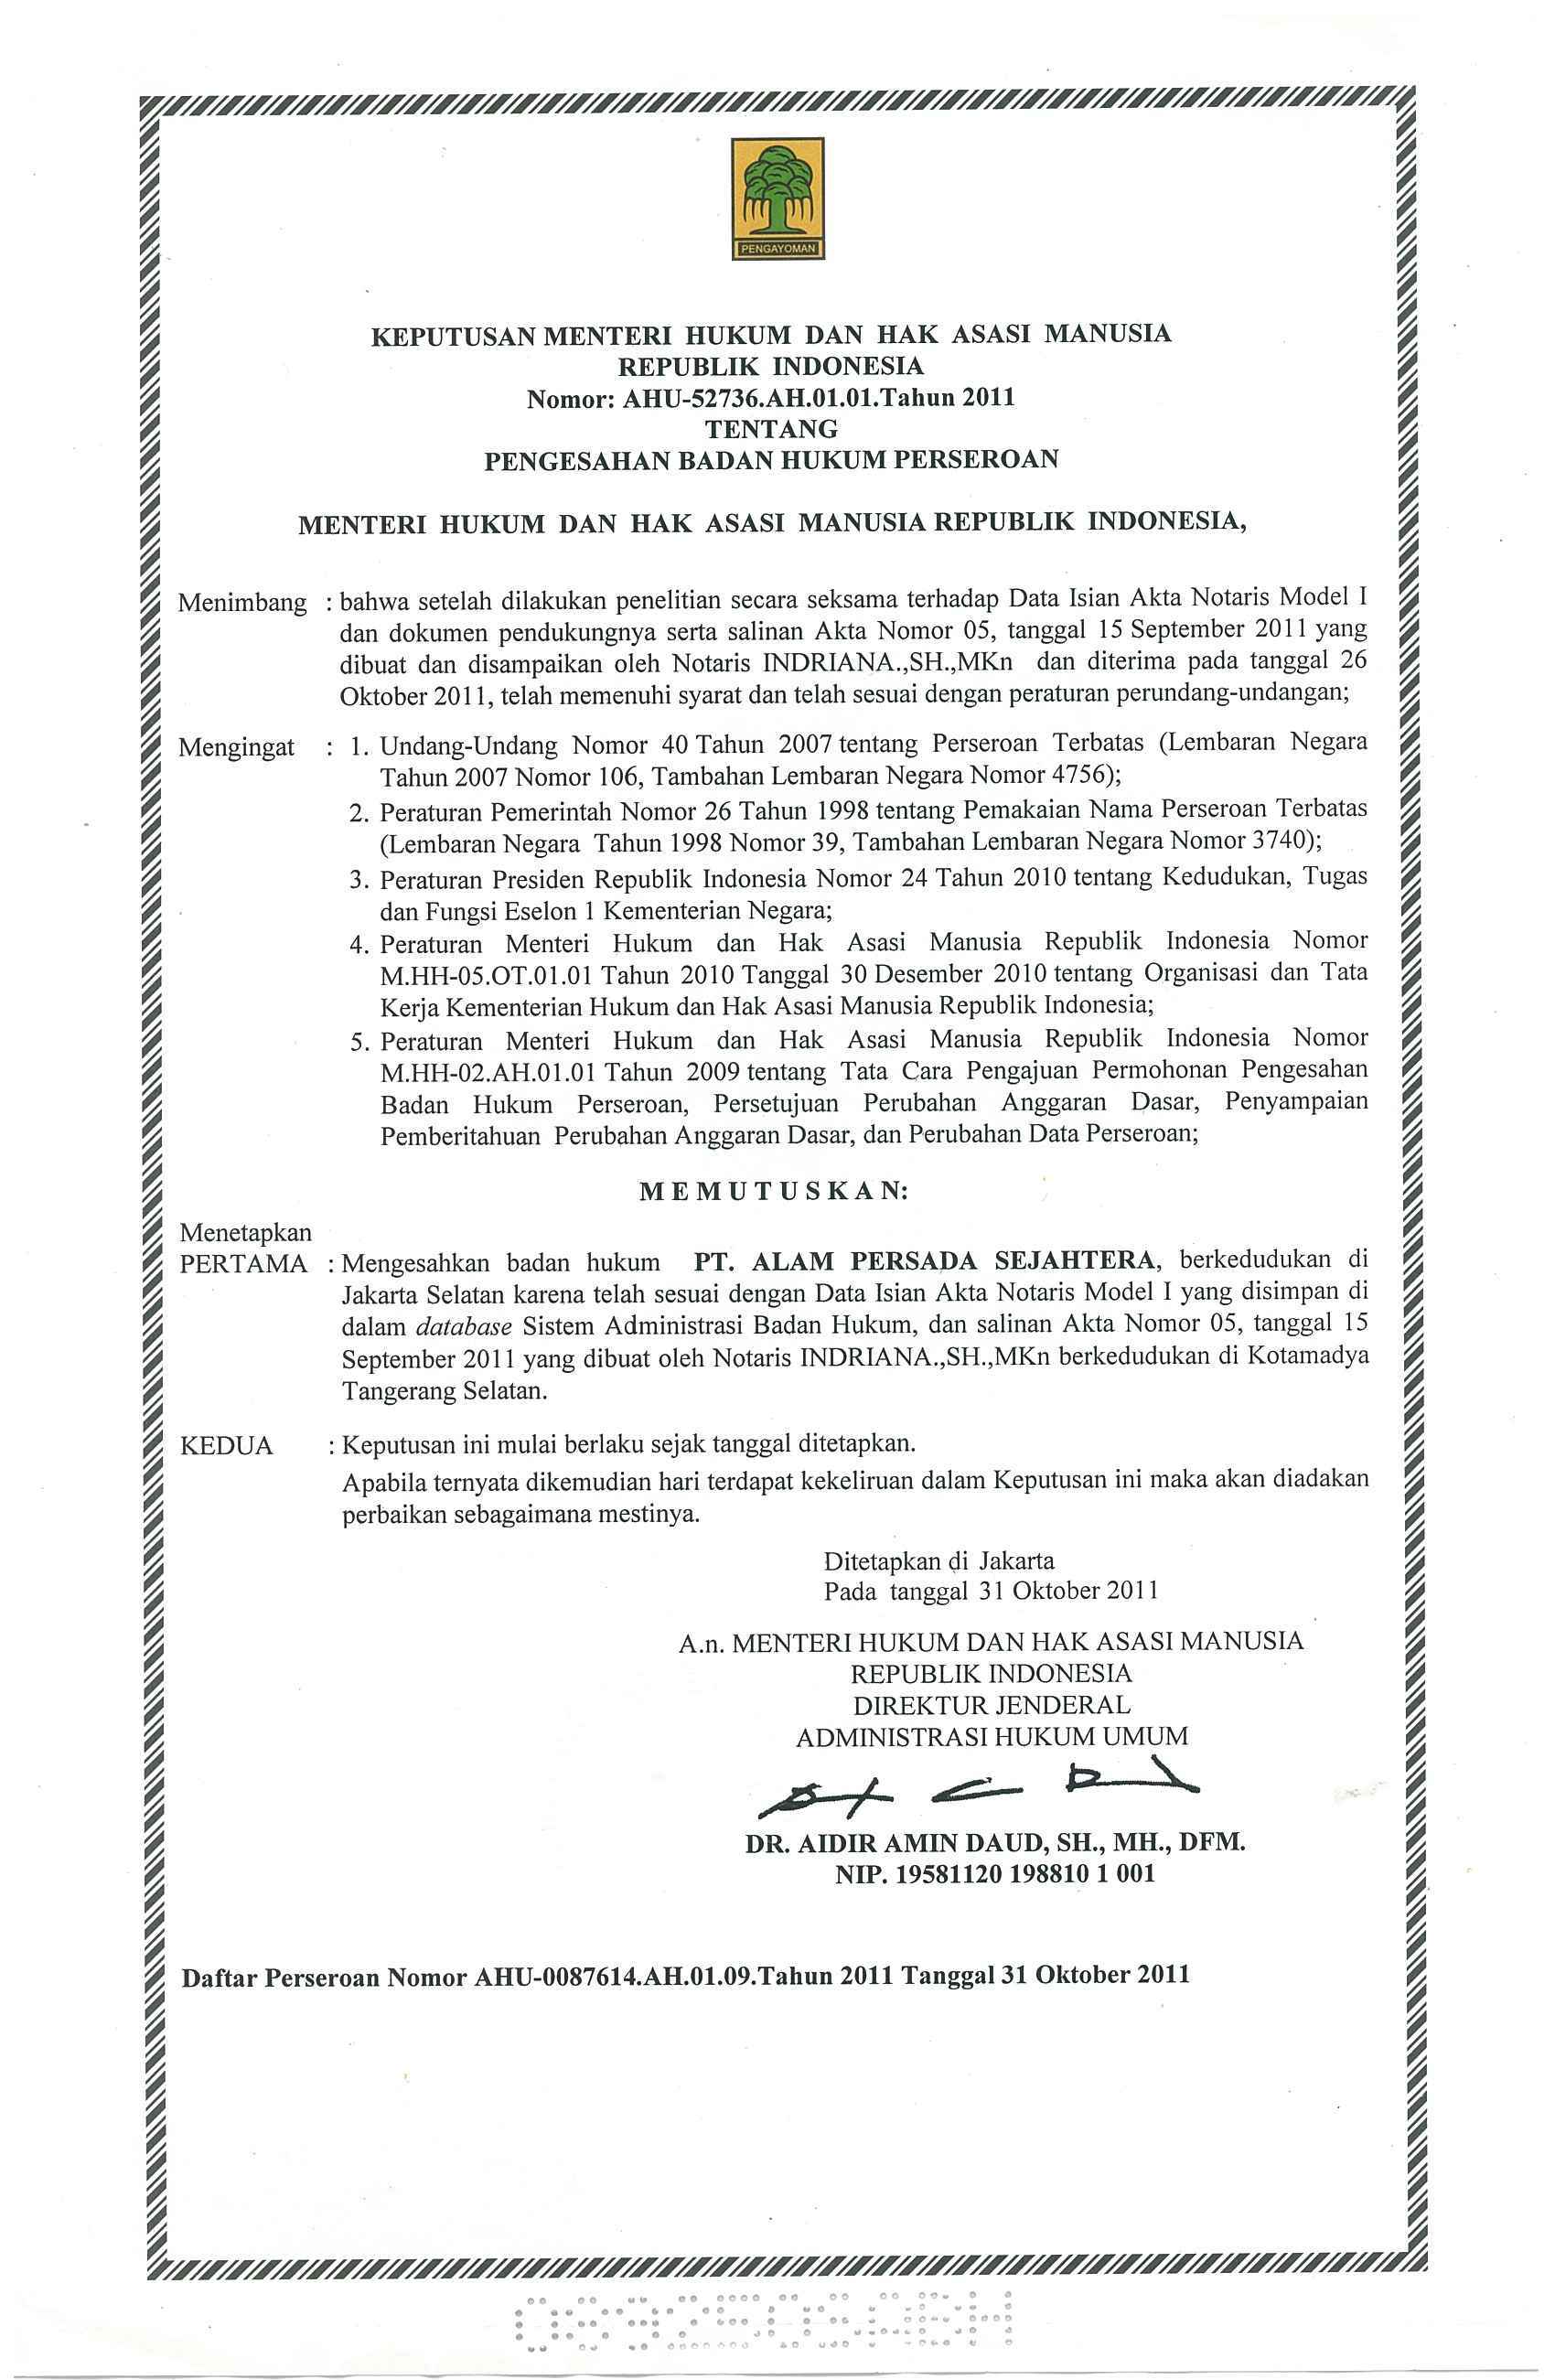 PENGAYOMAN
KEPUTUSAN MENTERI HUKUM DAN HAK ASASI MANUSIA
REPUBLIK INDONESIA
Nomor: AHU-52736.AH.01.01.Tahun 2011
TENTANG
PENGESAHAN BADAN HUKUM PERSEROAN
MENTERI HUKUM DAN HAK ASASI MANUSIA REPUBLIK INDONESIA,
Menimbang : bahwa setelah dilakukan penelitian secara seksama terhadap Data Isian Akta Notaris Model I
dan dokumen pendukungnya serta salinan Akta Nomor 05, tanggal 15 September 2011 yang
dibuat dan disampaikan oleh Notaris INDRIANA.,SH.,MKn dan diterima pada tanggal 26
Oktober 2011, telah memenuhi syarat dan telah sesuai dengan peraturan perundang-undangan;
Mengingat : 1. Undang-Undang Nomor 40 Tahun 2007 tentang Perseroan Terbatas (Lembaran Negara
Tahun 2007 Nomor 106, Tambahan Lembaran Negara Nomor 4756);
2. Peraturan Pemerintah Nomor 26 Tahun 1998 tentang Pemakaian Nama Perseroan Terbatas
(Lembaran Negara Tahun 1998 Nomor 39, Tambahan Lembaran Negara Nomor 3740);
3. Peraturan Presiden Republik Indonesia Nomor 24 Tahun 2010 tentang Kedudukan, Tugas
dan Fungsi Eselon 1 Kementerian Negara;
4. Peraturan Menteri Hukum dan Hak Asasi Manusia Republik Indonesia Nomor
M.HH-05.OT.01.01 Tahun 2010 Tanggal 30 Desember 2010 tentang Organisasi dan Tata
Kerja Kementerian Hukum dan Hak Asasi Manusia Republik Indonesia;
5. Peraturan Menteri Hukum dan Hak Asasi Manusia Republik Indonesia Nomor
M.HH-02.AH.01.01 Tahun 2009 tentang Tata Cara Pengajuan Permohonan Pengesahan
Badan Hukum Perseroan, Persetujuan Perubahan Anggaran Dasar, Penyampaian
Pemberitahuan Perubahan Anggaran Dasar, dan Perubahan Data Perseroan;
M E M U T U S K A N:
Menetapkan
PERTAMA : Mengesahkan badan hukum PT. ALAM PERSADA SEJAHTERA, berkedudukan di
Jakarta Selatan karena telah sesuai dengan Data Isian Akta Notaris Model I yang disimpan di
dalam database Sistem Administrasi Badan Hukum, dan salinan Akta Nomor 05, tanggal 15
September 2011 yang dibuat oleh Notaris INDRIANA.,SH.,MKn berkedudukan di Kotamadya
Tangerang Selatan.
KEDUA : Keputusan ini mulai berlaku sejak tanggal ditetapkan.
Apabila ternyata dikemudian hari terdapat kekeliruan dalam Keputusan ini maka akan diadakan
perbaikan sebagaimana mestinya.
Ditetapkan di Jakarta
Pada tanggal 31 Oktober 2011
A.n. MENTERI HUKUM DAN HAK ASASI MANUSIA
REPUBLIK INDONESIA
DIREKTUR JENDERAL
ADMINISTRASI HUKUM UMUM
DR. AIDIR AMIN DAUD, SH., MH., DFM.
NIP. 19581120 198810 1 001
Daftar Perseroan Nomor AHU-0087614.AH.01.09.Tahun 2011 Tanggal 31 Oktober 2011